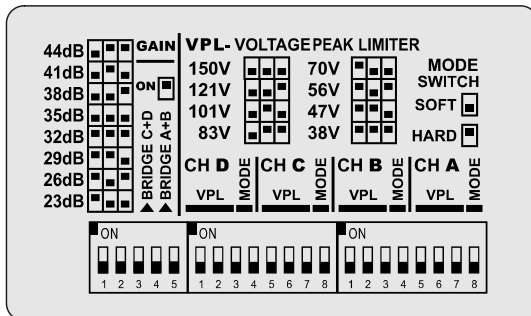 44dB GAIN VPL- VOLTAGE PEAK LIMITER
41dB 150V 70V MODE
38dB ON 121V 56V SWITCH
35dB 101V 47V SOFT
32dB 83V 38V HARD
29dB
26dB
23dB
BRIDGE C+D
BRIDGE A+B
CH D CH C CH B CH A
VPL MODE VPL MODE VPL MODE VPL MODE
ON ON ON
1 2 3 4 5 1 2 3 4 5 6 7 8 1 2 3 4 5 6 7 8